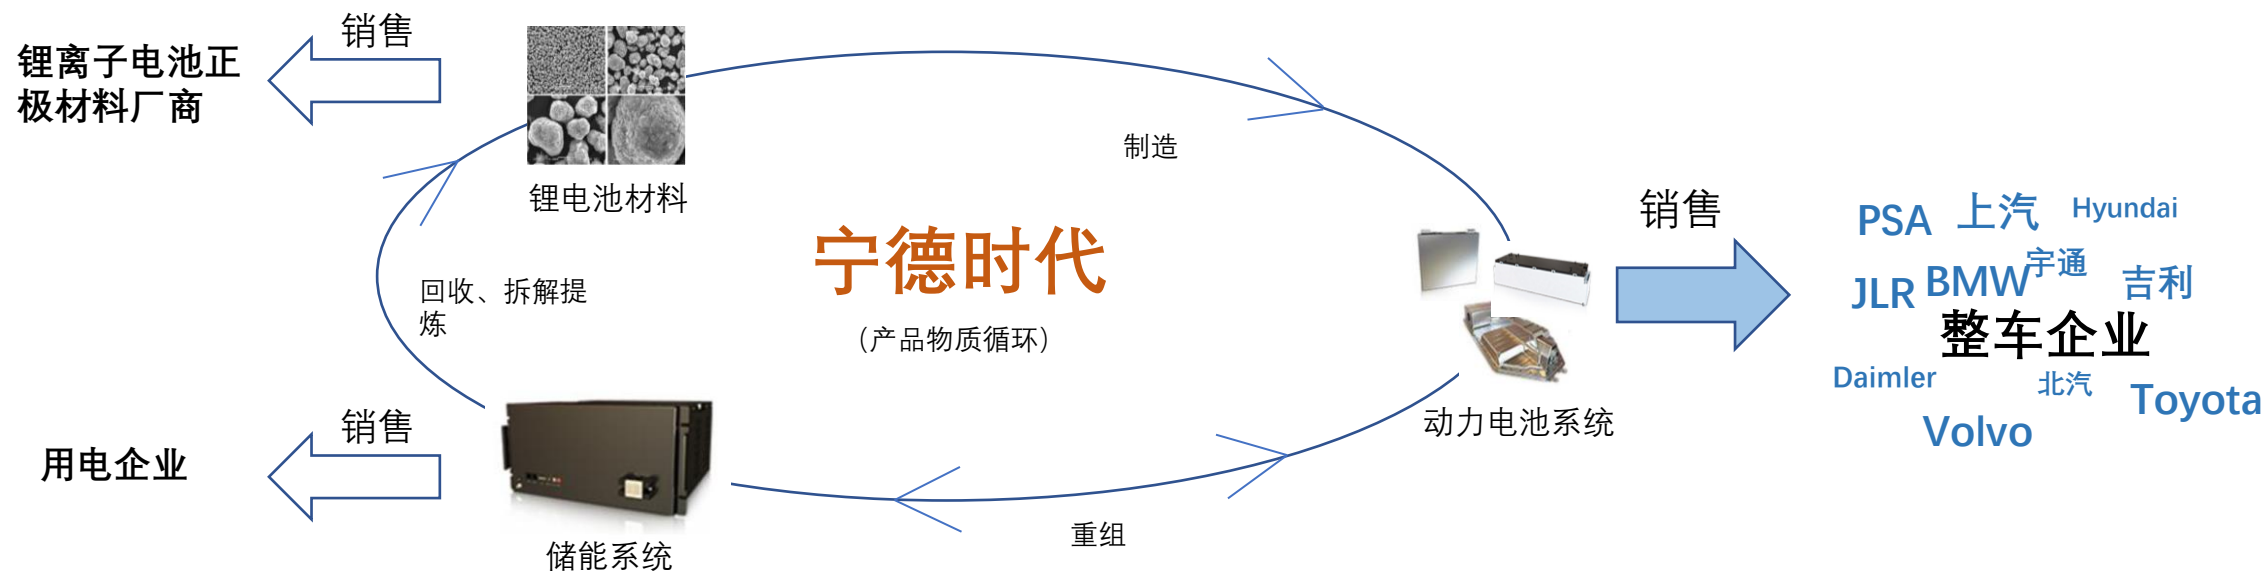 销售
锂离子电池正
极材料厂商
锂电池材料
制造
宁德时代
（产品物质循环）
回收、拆解提
炼
销售
用电企业
储能系统
重组
动力电池系统
销售
PSA
上汽
Hyundai
JLR
BMW
宇通
吉利
整车企业
Daimler
北汽
Toyota
Volvo